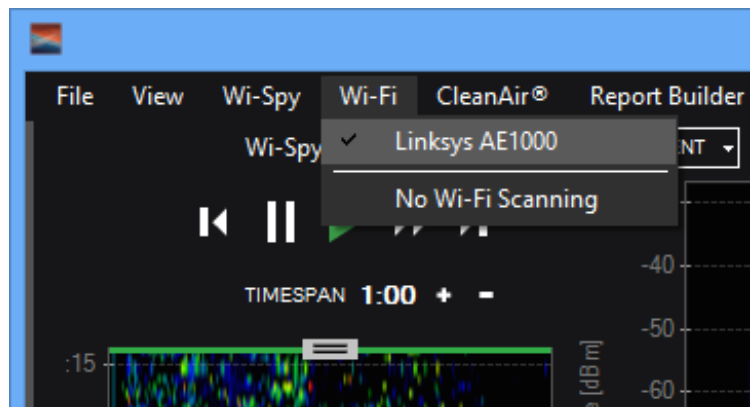 File View Wi-Spy Wi-Fi CleanAir® Report Builder
Wi-Spy
Linksys AE1000
NT
No Wi-Fi Scanning
TIMESPAN 1:00 + -
-40
-50
:15
-60
[dBm]